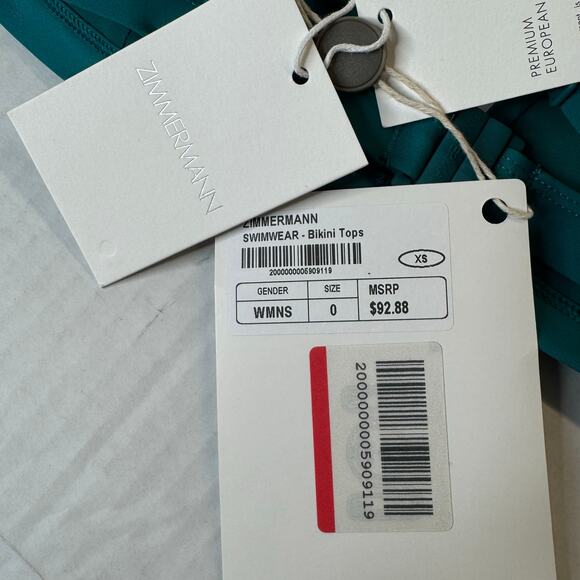 ZIMMERMANN
PREMIUM
EUROPEAN
ZIMMERMANN
SWIMWEAR - Bikini Tops
2000000005909119
XS
GENDER SIZE MSRP
WMNS 0 $92.88
2000000005909119